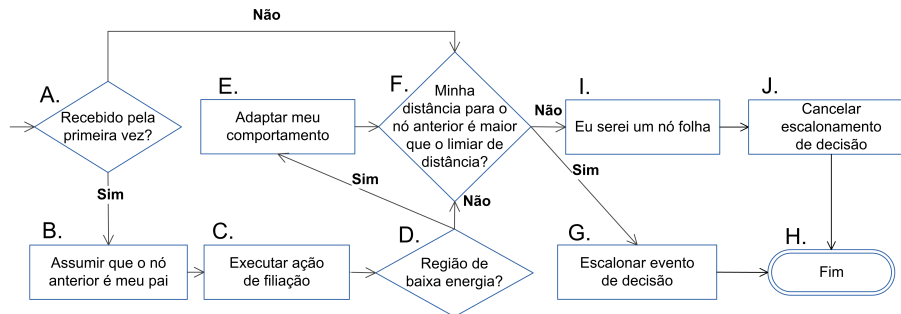 Não
A.
Recebido pela
primeira vez?
E.
Adaptar meu
comportamento
F.
Minha
distância para o
nó anterior é maior
que o limiar de
distância?
Não
I.
Eu serei um nó folha
J.
Cancelar
escalonamento
de decisão
Sim
Sim
Não
Sim
B.
Assumir que o nó
anterior é meu pai
C.
Executar ação
de filiação
D.
Região de
baixa energia?
G.
Escalonar evento
de decisão
H.
Fim